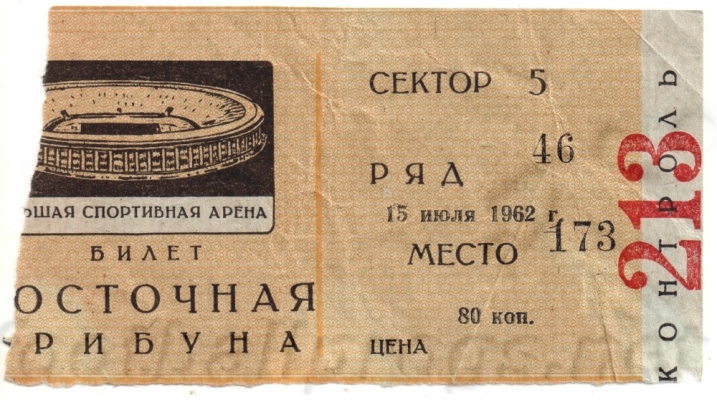 ЬШАЯ СПОРТИВНАЯ АРЕНА
БИЛЕТ
ОСТОЧНАЯ
РИБУНА
СЕКТОР 5
46
РЯД
15 июля 1962 г.
МЕСТО 173
80 коп.
ЦЕНА
213
КОНТРОЛЬ